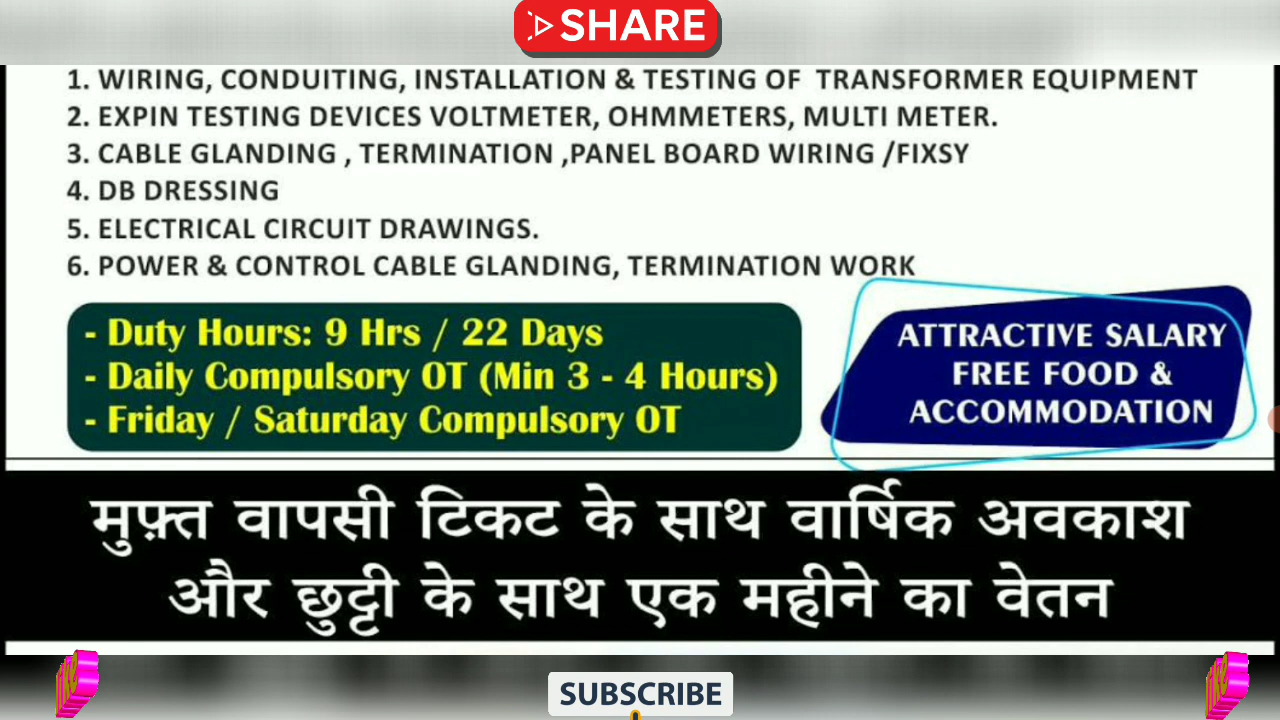 SHARE
1. WIRING, CONDUITING, INSTALLATION & TESTING OF TRANSFORMER EQUIPMENT
2. EXPIN TESTING DEVICES VOLTMETER, OHMMETERS, MULTI METER.
3. CABLE GLANDING , TERMINATION ,PANEL BOARD WIRING /FIXSY
4. DB DRESSING
5. ELECTRICAL CIRCUIT DRAWINGS.
6. POWER & CONTROL CABLE GLANDING, TERMINATION WORK
- Duty Hours: 9 Hrs / 22 Days
- Daily Compulsory OT (Min 3 - 4 Hours)
- Friday / Saturday Compulsory OT
ATTRACTIVE SALARY
FREE FOOD &
ACCOMMODATION
मुफ़्त वापसी टिकट के साथ वार्षिक अवकाश
और छुट्टी के साथ एक महीने का वेतन
SUBSCRIBE